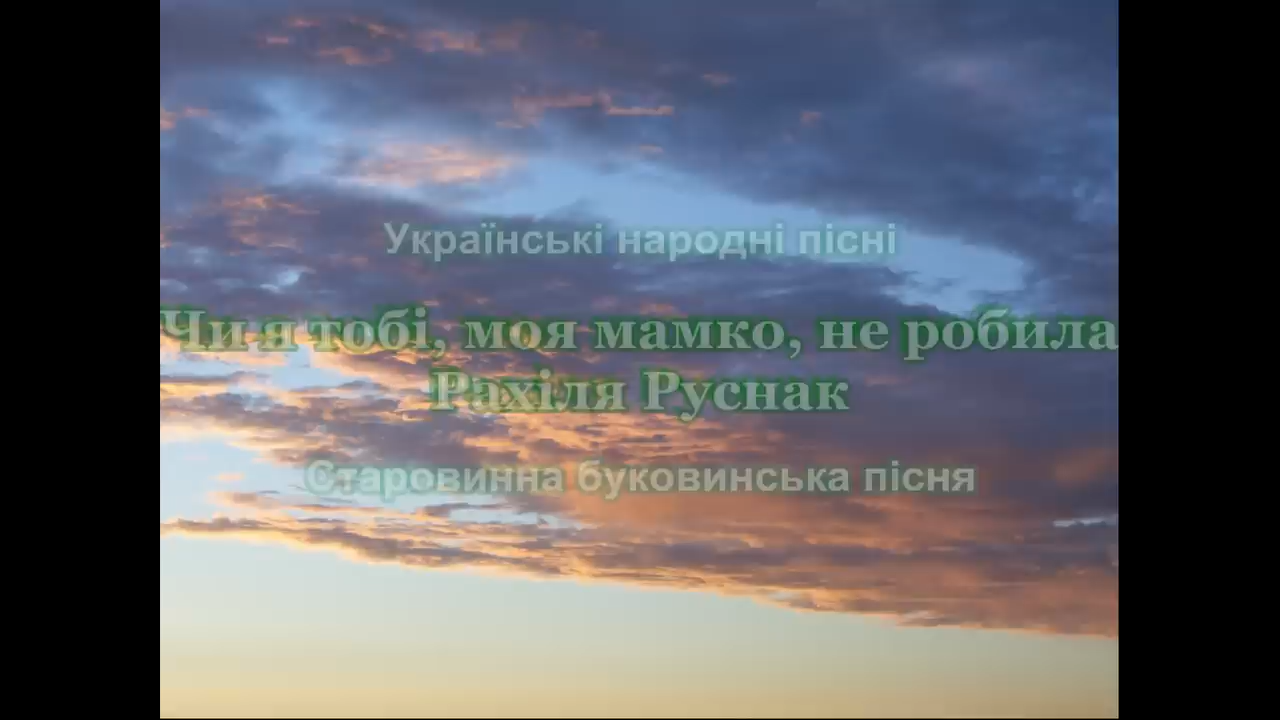 Українські народні пісні
Чи я тобі, моя мамко, не робила
Рахіля Руснак
Старовинна буковинська пісня